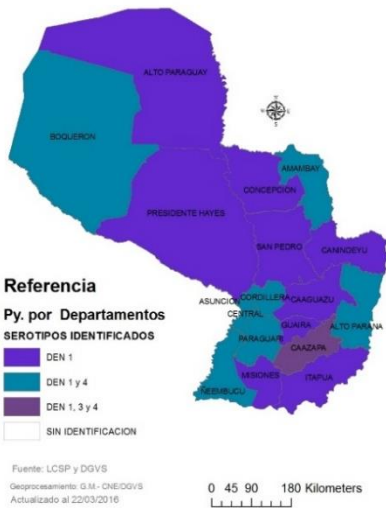 ALTO PARAGUAY
BOQUERON
AMAMBAY
CONCEPCION
PRESIDENTE HAYES
SAN PEDRO
CANINDEYU
Referencia
Py. por Departamentos
SEROTIPOS IDENTIFICADOS
DEN 1
DEN 1 y 4
DEN 1, 3 y 4
SIN IDENTIFICACION
ASUNCION
CORDILLERA
CAAGUAZU
CENTRAL
ALTO PARANA
GUAIRA
PARAGUARI
CAAZAPA
MISIONES
ITAPUA
ÑEEMBUCU
Fuente: LCSP y DGVS
Geoprocesamiento: G.M.- CNE/DGVS
Actualizado al 22/03/2016
0 45 90 180 Kilometers